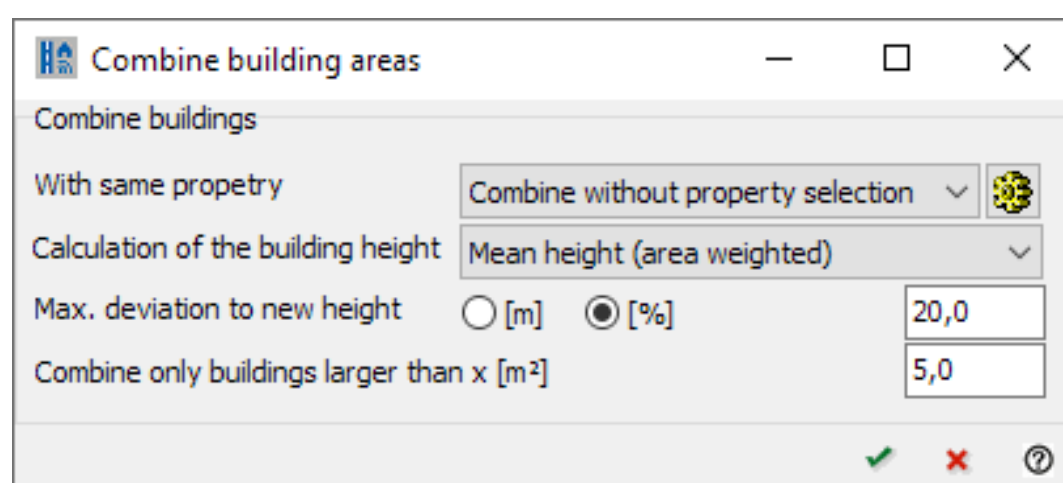 Combine building areas
Combine buildings
With same propetry Combine without property selection
Calculation of the building height Mean height (area weighted)
Max. deviation to new height [m] [%] 20,0
Combine only buildings larger than x [m²] 5,0